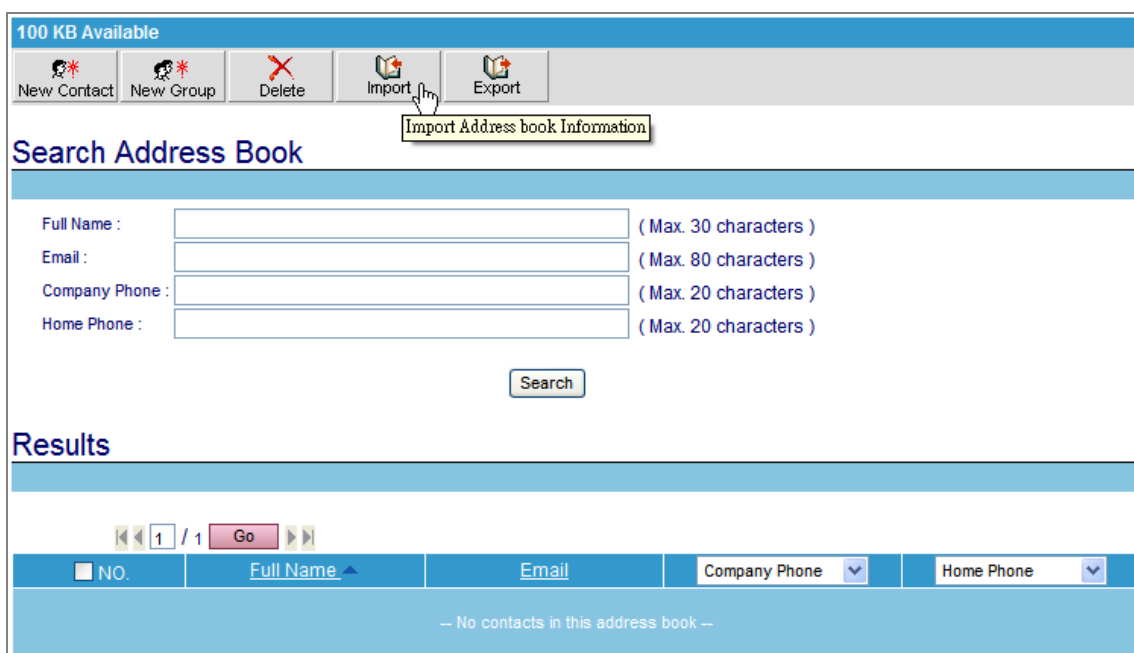 100 KB Available
New Contact New Group Delete Import Export
Import Address book Information
Search Address Book
Full Name : ( Max. 30 characters )
Email : ( Max. 80 characters )
Company Phone : ( Max. 20 characters )
Home Phone : ( Max. 20 characters )
Search
Results
1 / 1 Go
NO. Full Name Email Company Phone Home Phone
-- No contacts in this address book --